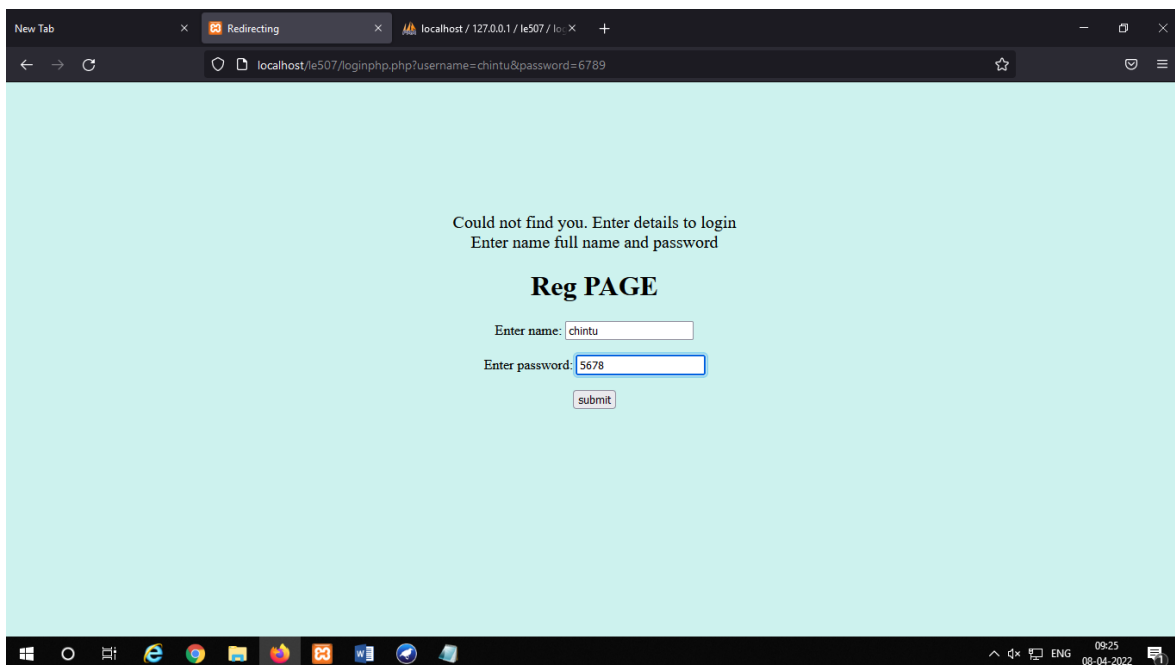 New Tab
Redirecting
localhost / 127.0.0.1 / le507 / log
localhost/le507/loginphp.php?username=chintu&password=6789
Could not find you. Enter details to login
Enter name full name and password
Reg PAGE
Enter name: chintu
Enter password: 5678
submit
ENG
09:25
08-04-2022